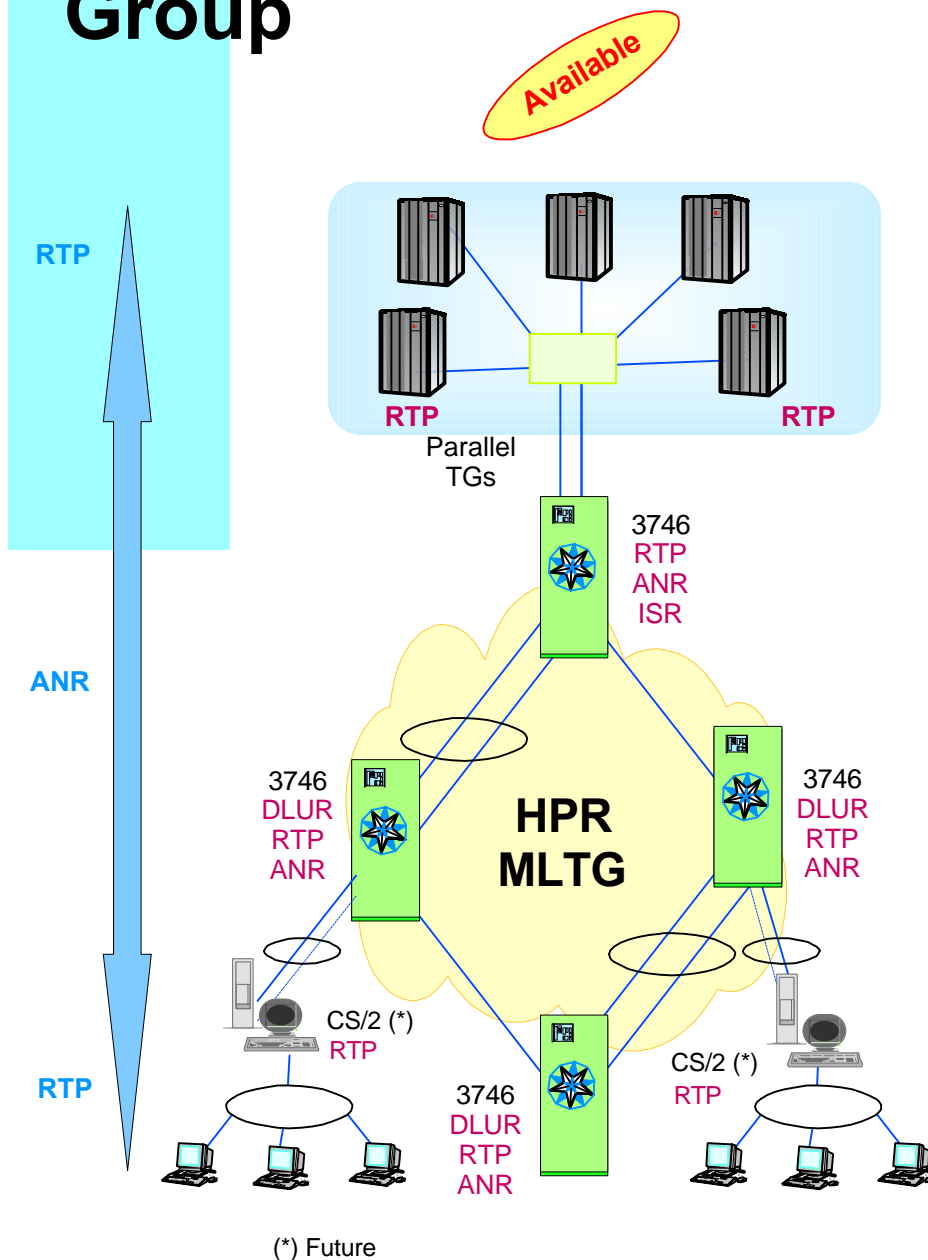 Group
Available
RTP
RTP
RTP
Parallel
TGs
3746
RTP
ANR
ISR
ANR
3746
DLUR
RTP
ANR
HPR
MLTG
3746
DLUR
RTP
ANR
CS/2 (*)
RTP
CS/2 (*)
RTP
RTP
3746
DLUR
RTP
ANR
(*) Future